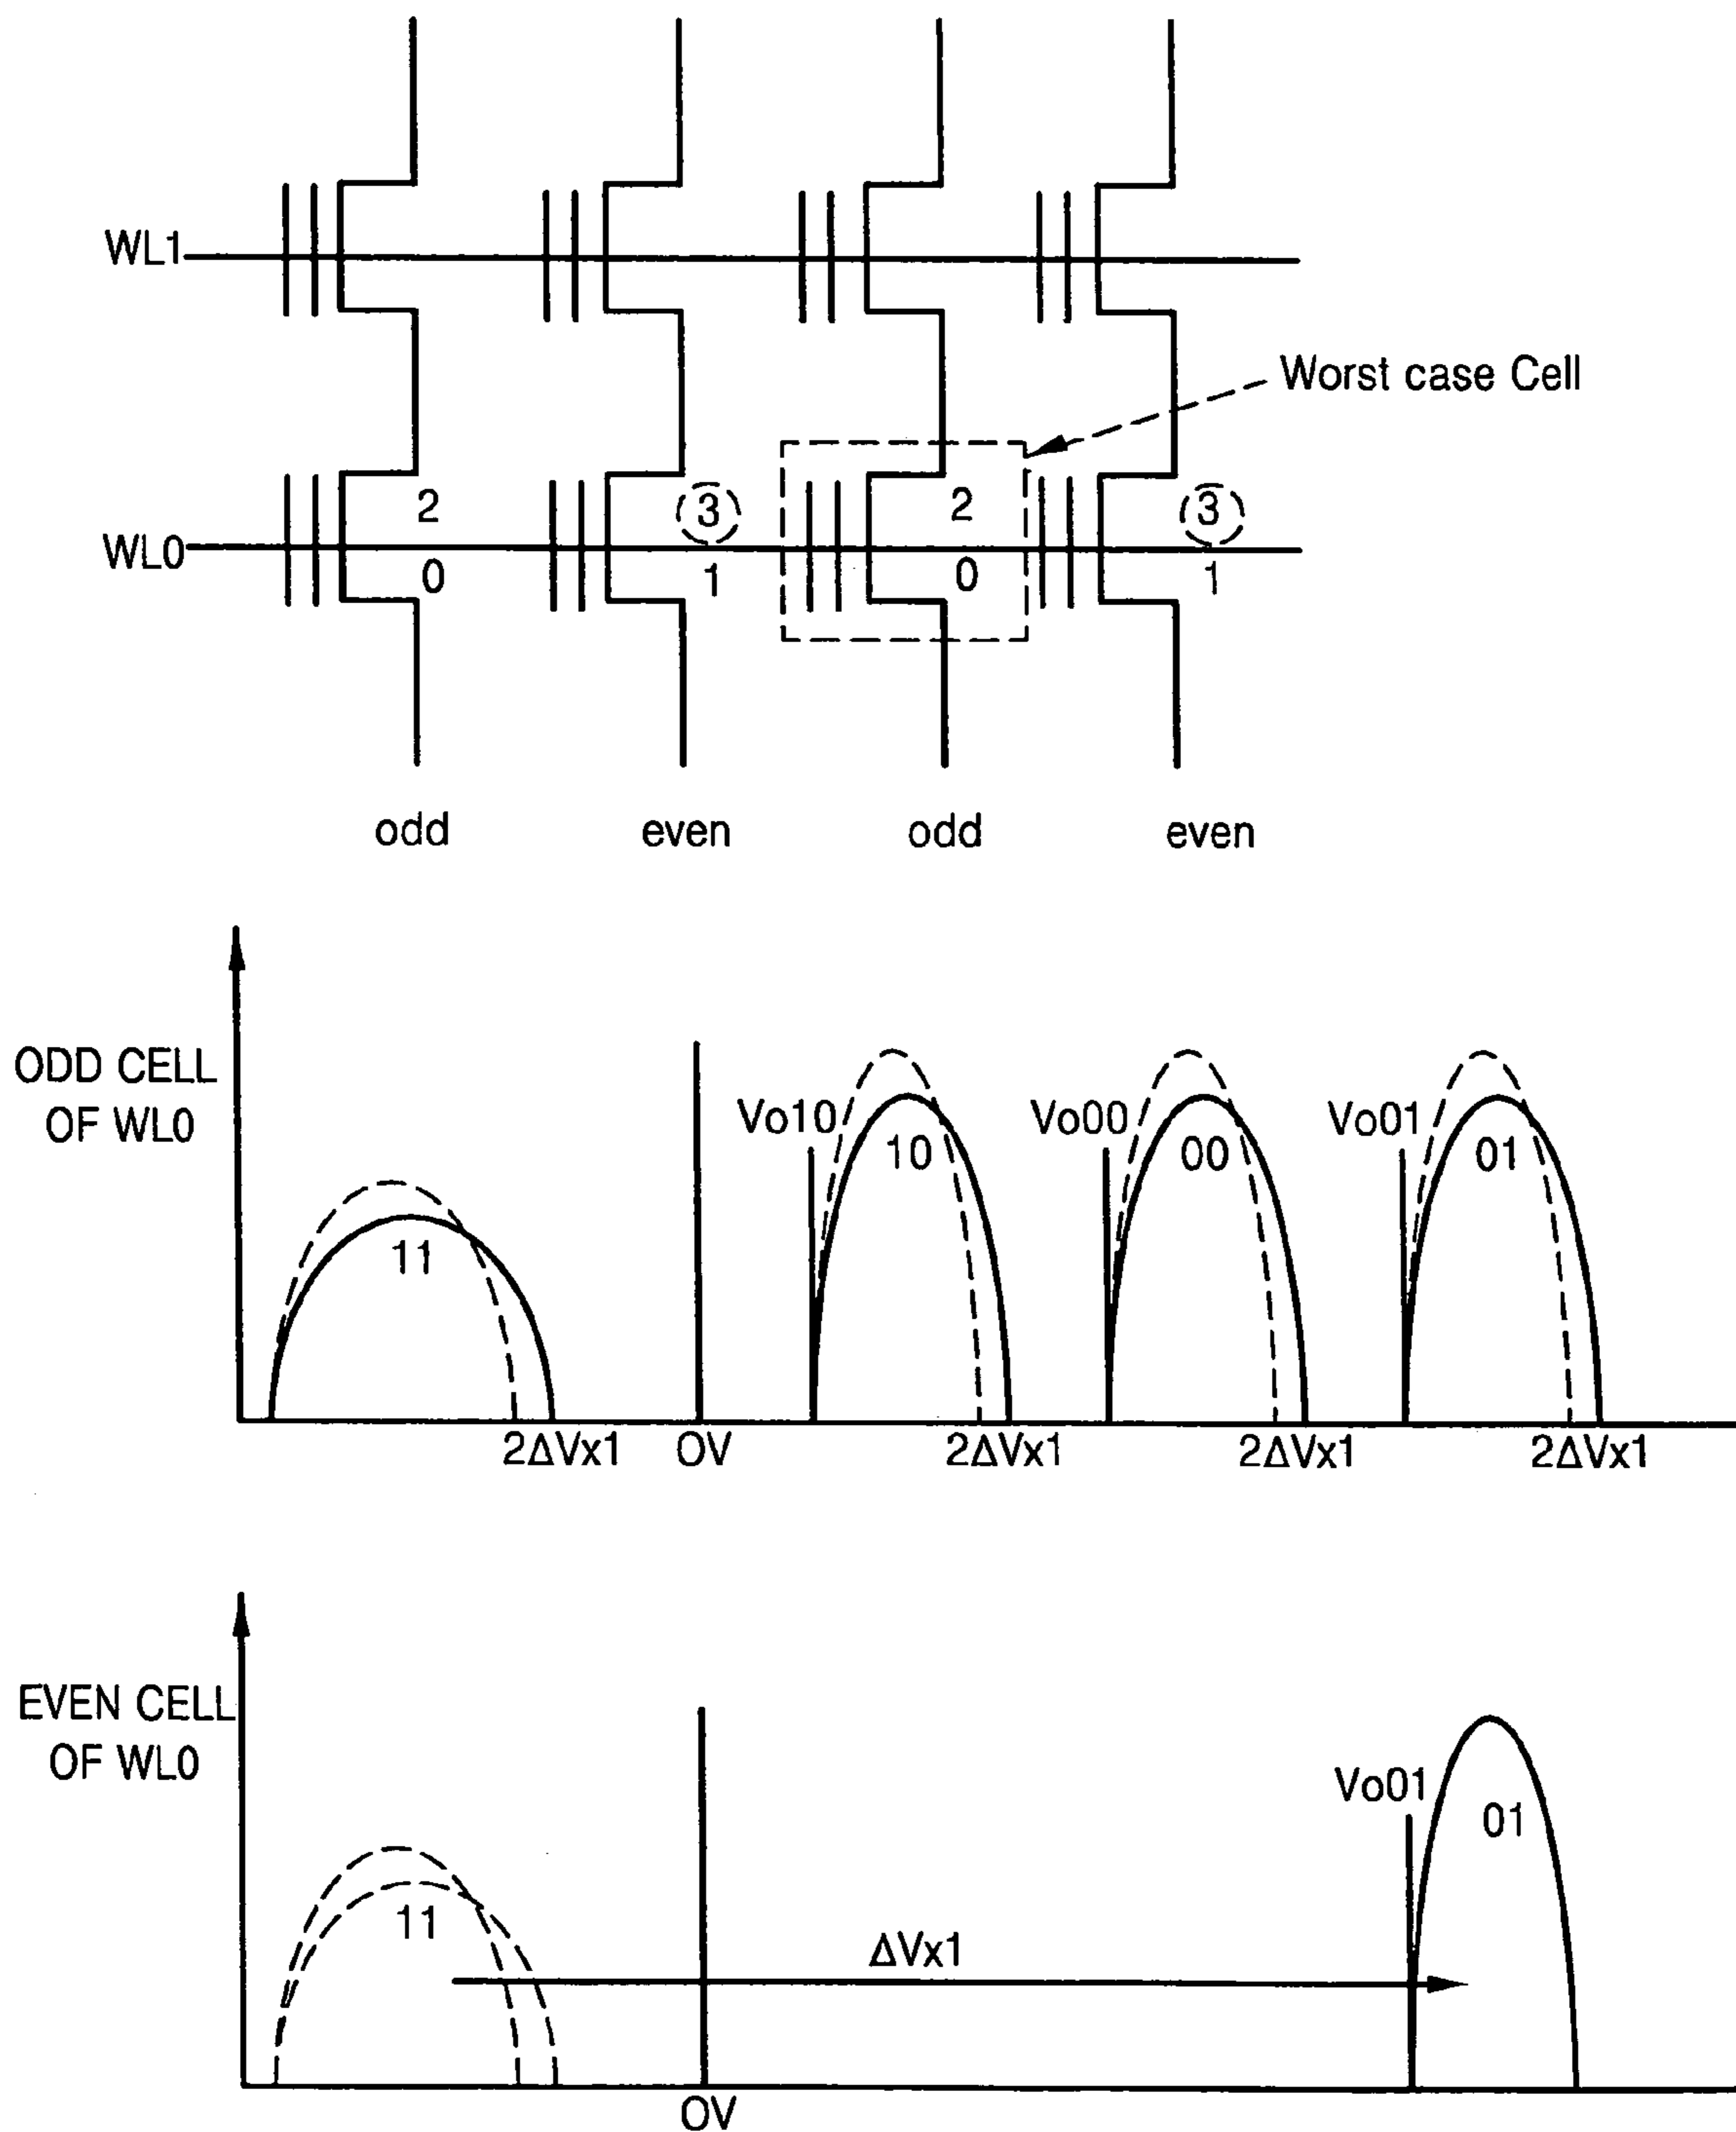 WL1
Worst case Cell
2 3 2 3
WL0
0 1 0 1
odd even odd even
ODD CELL
OF WL0
Vo10 Vo00 Vo01
11 10 00 01
2ΔVx1 0V 2ΔVx1 2ΔVx1 2ΔVx1
EVEN CELL
OF WL0
Vo01
01
11
ΔVx1
0V